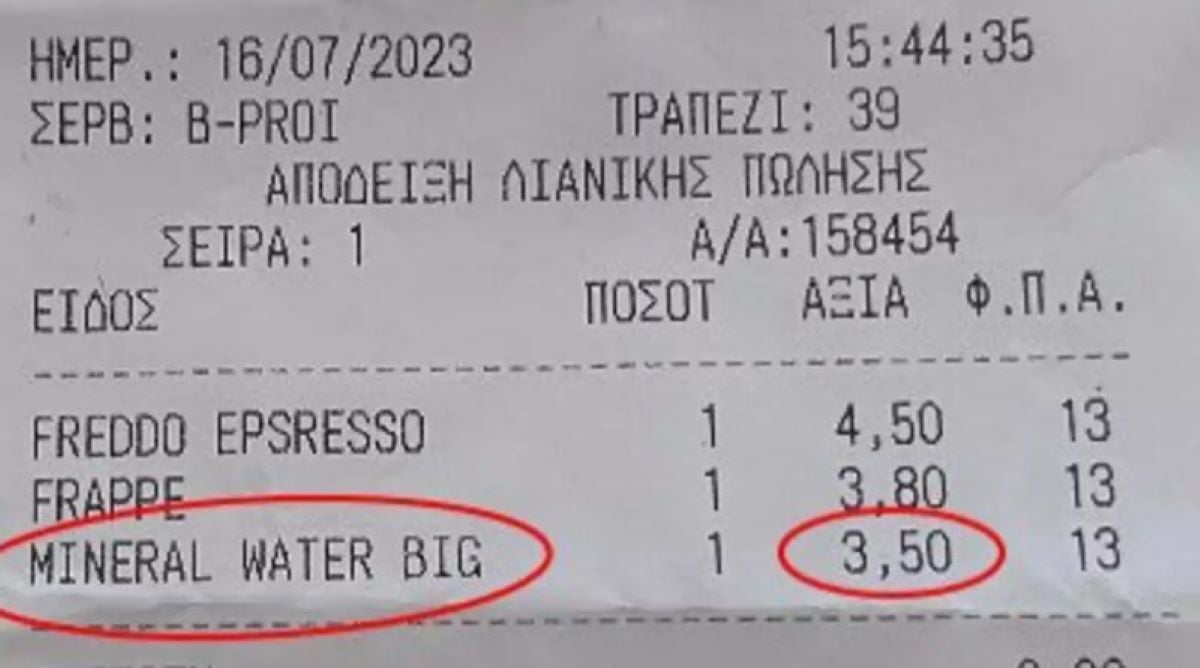 ΗΜΕΡ.: 16/07/2023 15:44:35
ΣΕΡΒ: B-PROI ΤΡΑΠΕΖΙ: 39
ΑΠΟΔΕΙΞΗ ΛΙΑΝΙΚΗΣ ΠΩΛΗΣΗΣ
ΣΕΙΡΑ: 1 Α/Α:158454
ΕΙΔΟΣ ΠΟΣΟΤ ΑΞΙΑ Φ.Π.Α.
FREDDO EPSRESSO 1 4,50 13
FRAPPE 1 3,80 13
MINERAL WATER BIG 1 3,50 13